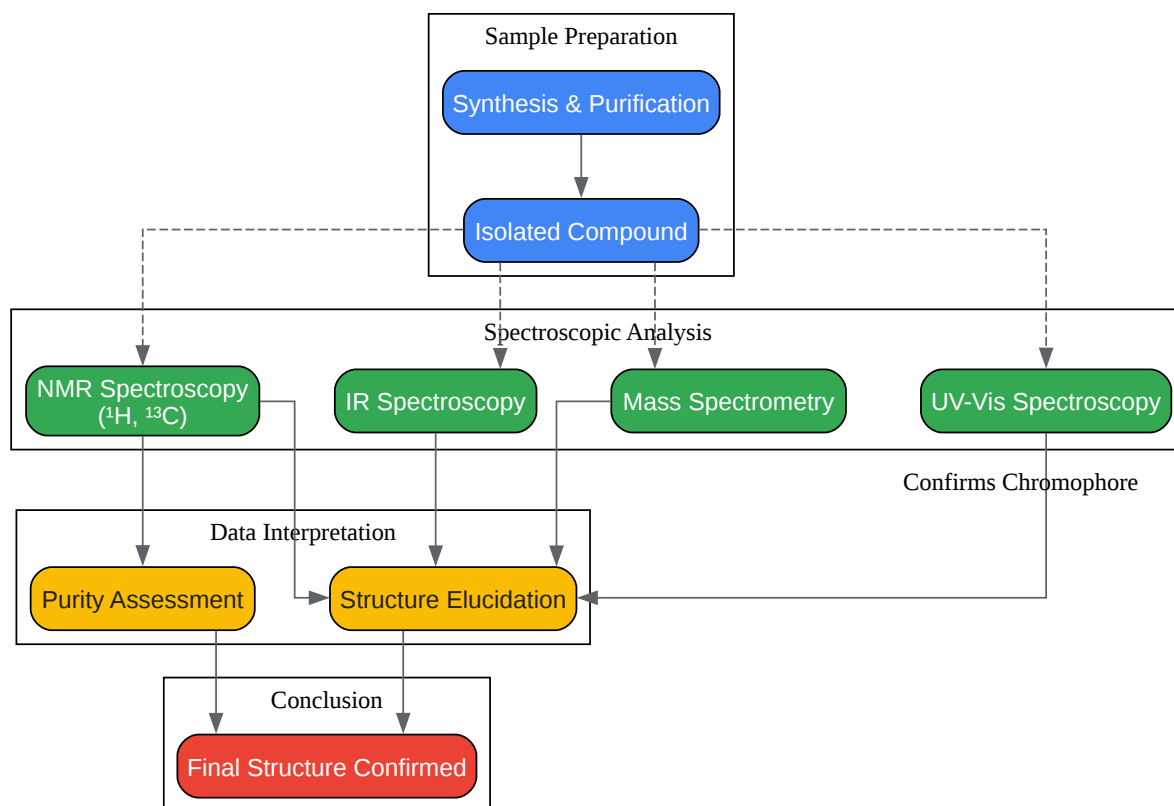 Sample Preparation
Synthesis & Purification
Isolated Compound
Spectroscopic Analysis
NMR Spectroscopy
(¹H, ¹³C)
IR Spectroscopy
Mass Spectrometry
UV-Vis Spectroscopy
Confirms Chromophore
Data Interpretation
Purity Assessment
Structure Elucidation
Conclusion
Final Structure Confirmed